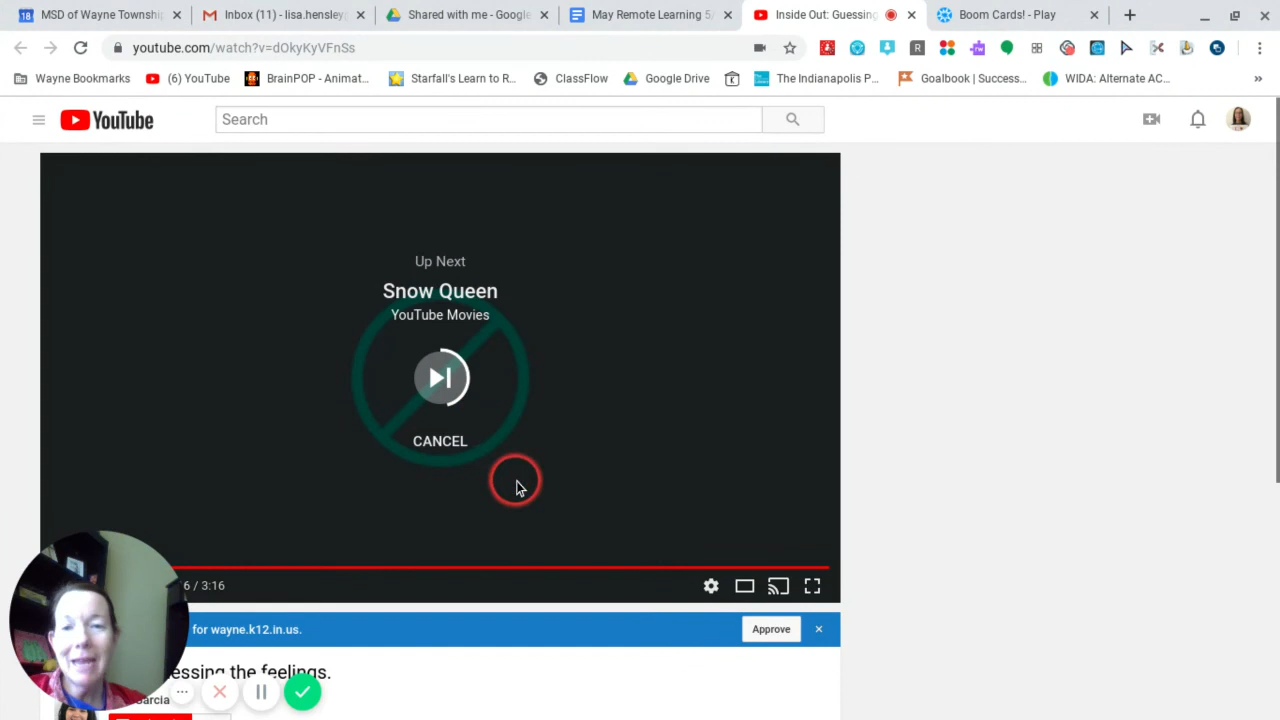 MSD of Wayne Township
Inbox (11) - lisa.hensley
Shared with me - Google
May Remote Learning 5/
Inside Out: Guessing
Boom Cards! - Play
youtube.com/watch?v=dOkyKyVFnSs
Wayne Bookmarks
(6) YouTube
BrainPOP - Animat...
Starfall's Learn to R...
ClassFlow
Google Drive
The Indianapolis P...
Goalbook | Success...
WIDA: Alternate AC...
»
YouTube
Search
Up Next
Snow Queen
YouTube Movies
CANCEL
6 / 3:16
for wayne.k12.in.us.
Approve
essing the feelings.
Garcia